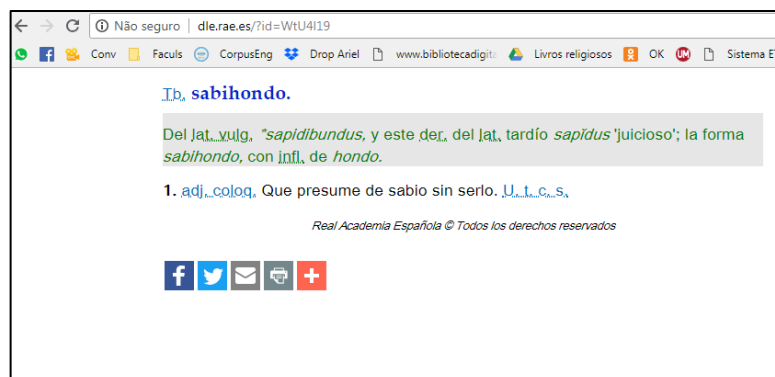 Não seguro | dle.rae.es/?id=WtU4I19
Conv Faculs CorpusEng Drop Ariel www.bibliotecadigit Livros religiosos OK UM Sistema E
Tb. sabihondo.
Del lat. vulg. *sapidibundus, y este der. del lat. tardío sapĭdus 'juicioso'; la forma
sabihondo, con infl. de hondo.
1. adj. coloq. Que presume de sabio sin serlo. U. t. c. s.
Real Academia Española © Todos los derechos reservados